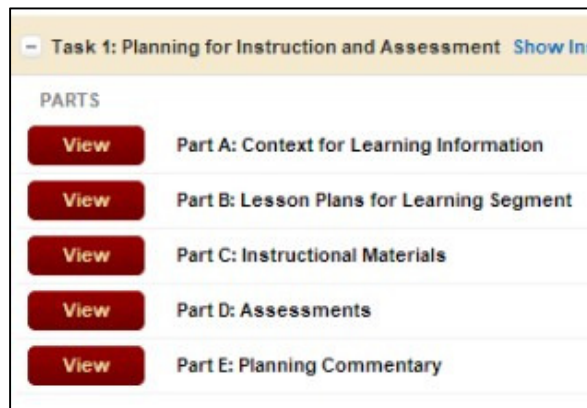 Task 1: Planning for Instruction and Assessment Show In
PARTS
View Part A: Context for Learning Information
View Part B: Lesson Plans for Learning Segment
View Part C: Instructional Materials
View Part D: Assessments
View Part E: Planning Commentary